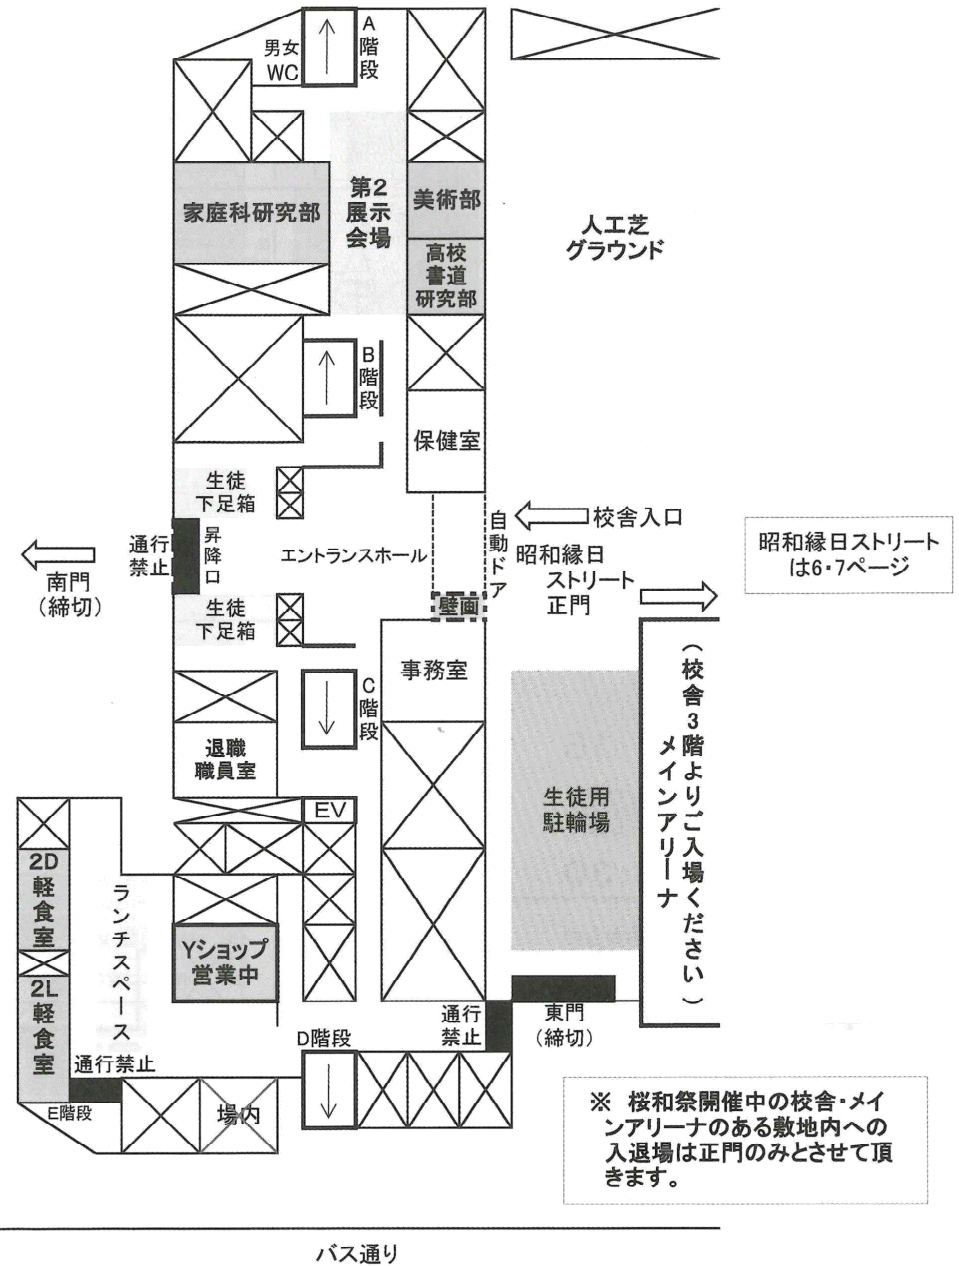 A階段
男女
WC
家庭科研究部
第2
展示
会場
美術部
高校
書道
研究部
人工芝
グラウンド
B階段
保健室
生徒
下足箱
昇降口
通行
禁止
南門
（締切）
エントランスホール
自動ドア
校舎入口
昭和縁日
ストリート
正門
昭和縁日ストリート
は6・7ページ
壁画
生徒
下足箱
事務室
C階段
退職
職員室
EV
生徒用
駐輪場
（校舎3階よりご入場ください）
メインアリーナ
2D軽食室
ランチスペース
Yショップ
営業中
2L軽食室
通行禁止
E階段
場内
D階段
通行
禁止
東門
（締切）
※ 桜和祭開催中の校舎・メイ
ンアリーナのある敷地内への
入退場は正門のみとさせて頂
きます。
バス通り